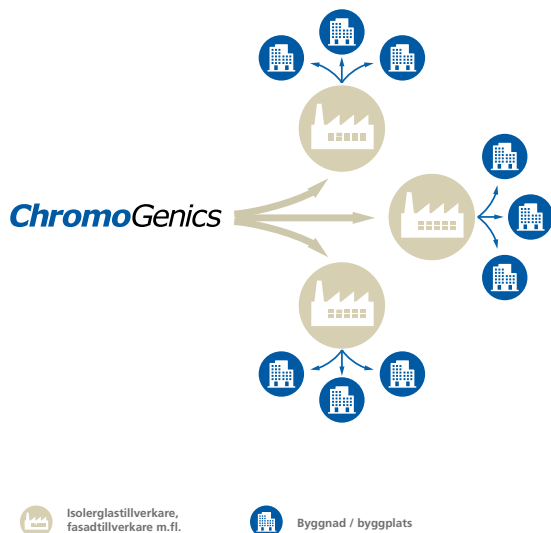 ChromoGenics
Isolerglastillverkare,
fasadtillverkare m.fl.
Byggnad / byggplats